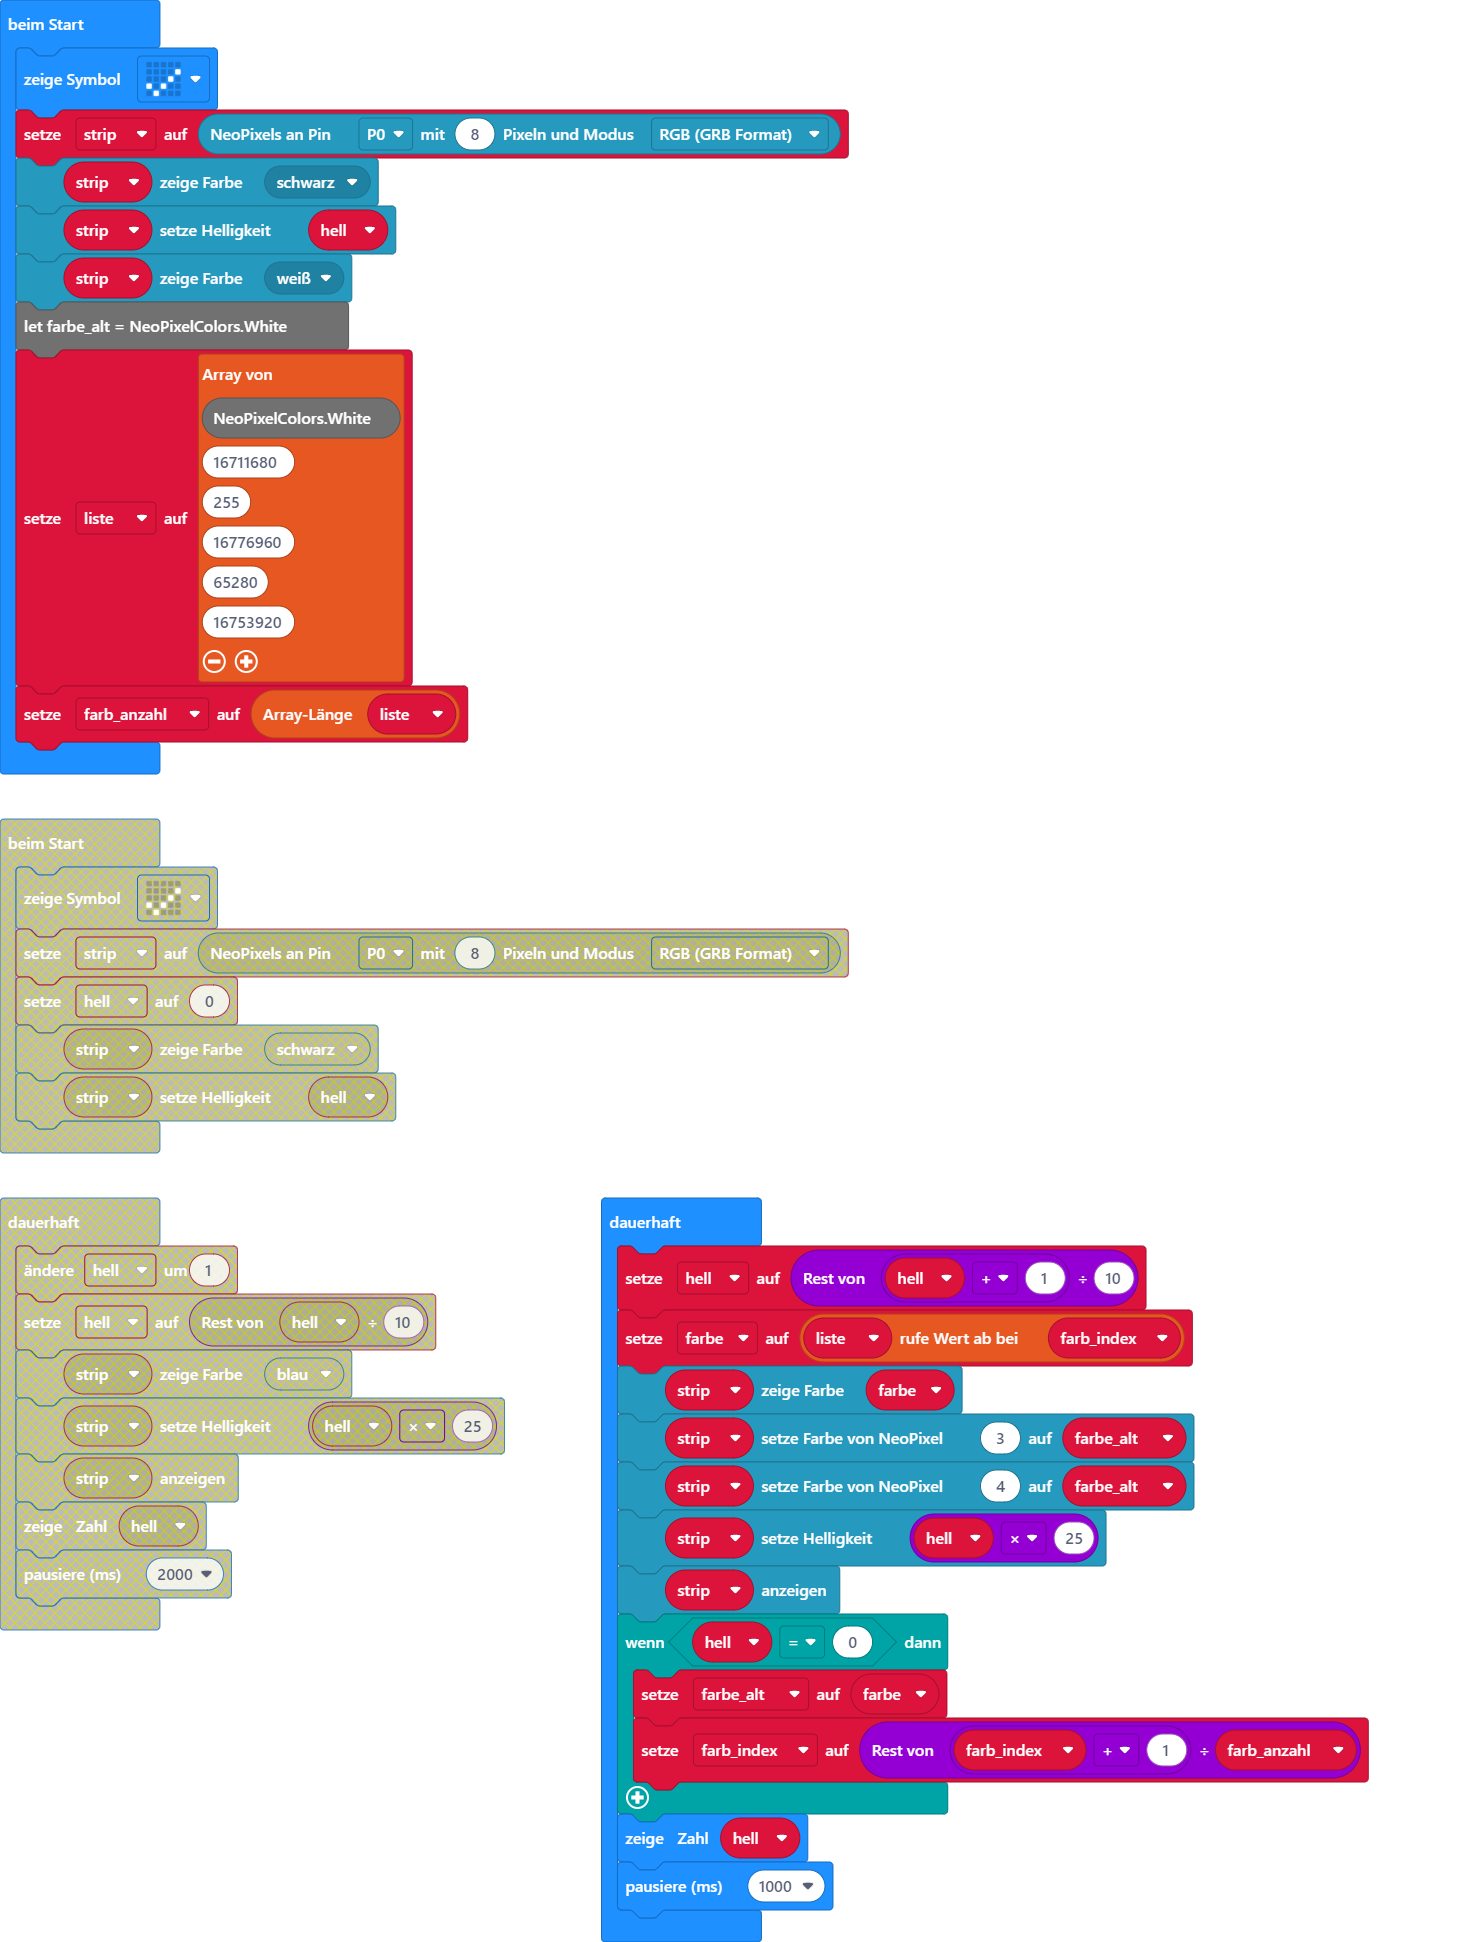 beim Start
zeige Symbol
setze strip auf NeoPixels an Pin P0 mit 8 Pixeln und Modus RGB (GRB Format)
strip zeige Farbe schwarz
strip setze Helligkeit hell
strip zeige Farbe weiß
let farbe_alt = NeoPixelColors.White
Array von
NeoPixelColors.White
16711680
255
setze liste auf
16776960
65280
16753920
setze farb_anzahl auf Array-Länge liste
beim Start
zeige Symbol
setze strip auf NeoPixels an Pin P0 mit 8 Pixeln und Modus RGB (GRB Format)
setze hell auf 0
strip zeige Farbe schwarz
strip setze Helligkeit hell
dauerhaft
ändere hell um 1
setze hell auf Rest von hell ÷ 10
strip zeige Farbe blau
strip setze Helligkeit hell × 25
strip anzeigen
zeige Zahl hell
pausiere (ms) 2000
dauerhaft
setze hell auf Rest von hell + 1 ÷ 10
setze farbe auf liste rufe Wert ab bei farb_index
strip zeige Farbe farbe
strip setze Farbe von NeoPixel 3 auf farbe_alt
strip setze Farbe von NeoPixel 4 auf farbe_alt
strip setze Helligkeit hell × 25
strip anzeigen
wenn hell = 0 dann
setze farbe_alt auf farbe
setze farb_index auf Rest von farb_index + 1 ÷ farb_anzahl
zeige Zahl hell
pausiere (ms) 1000